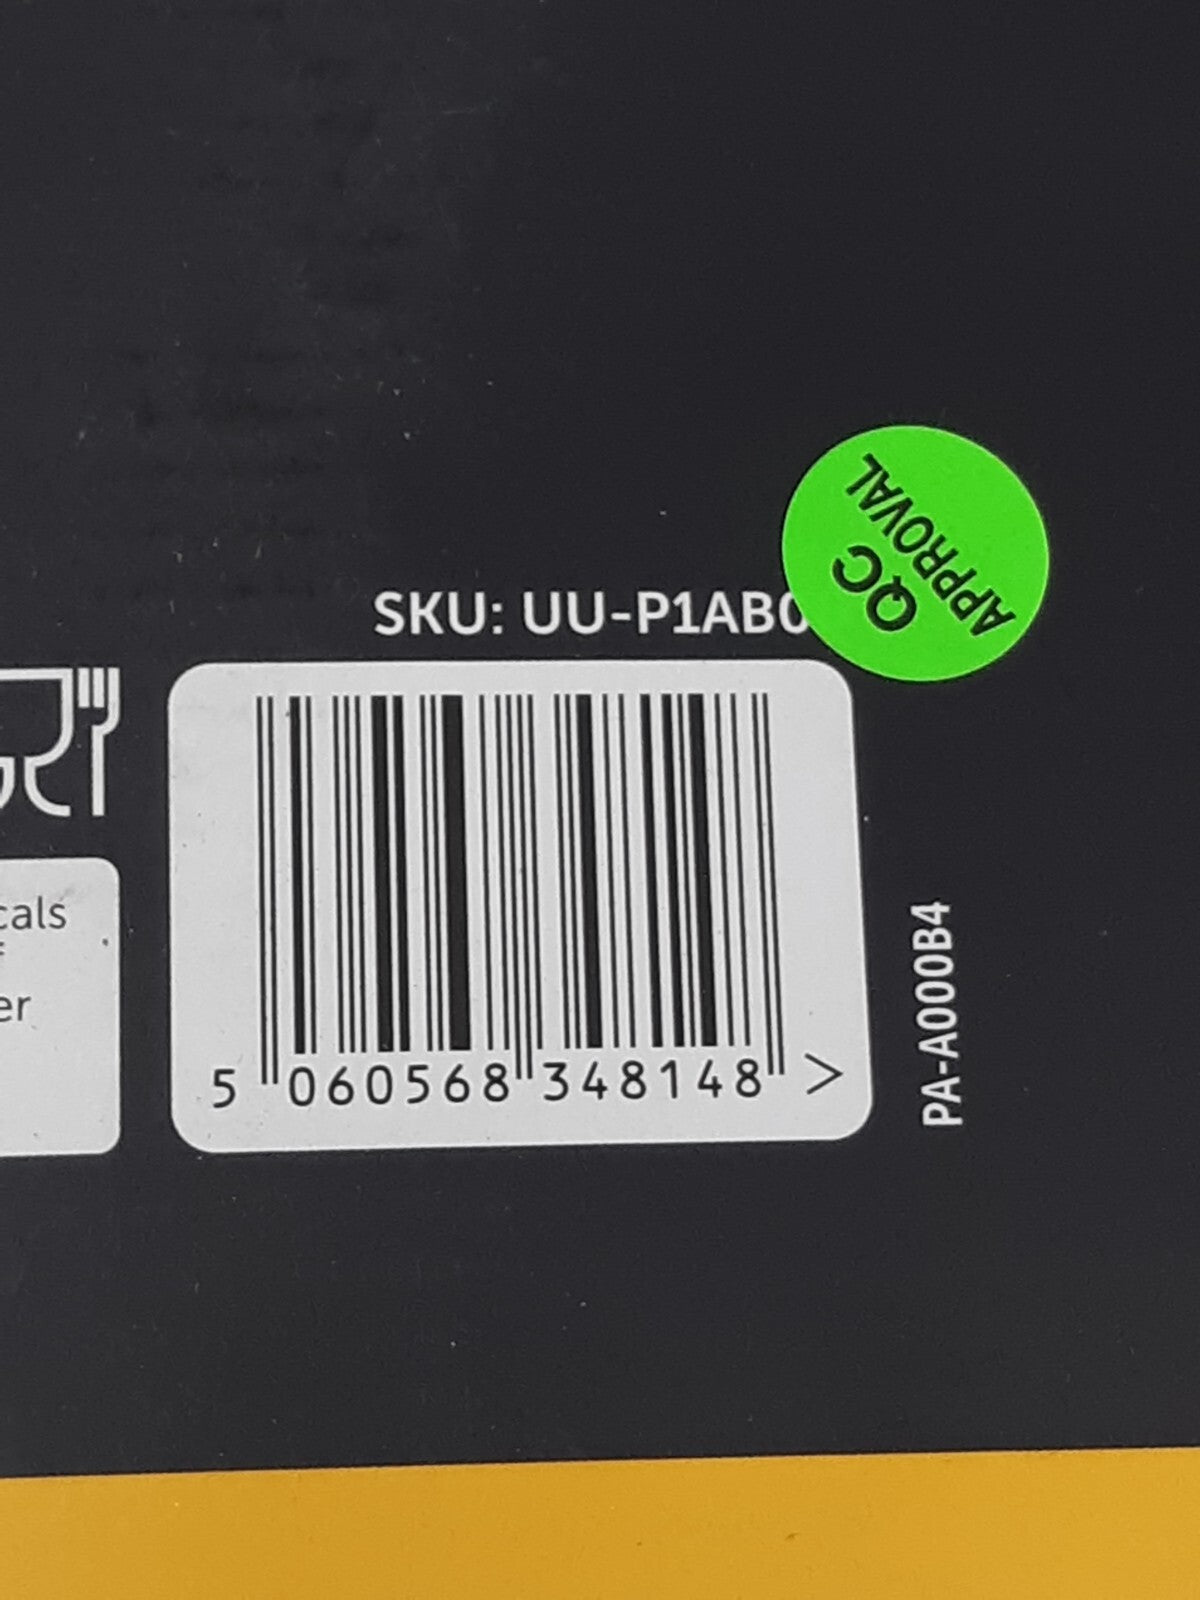 QC
APPROVAL
SKU: UU-P1AB0
cals
er
5 060568 348148 >
PA-A000B4